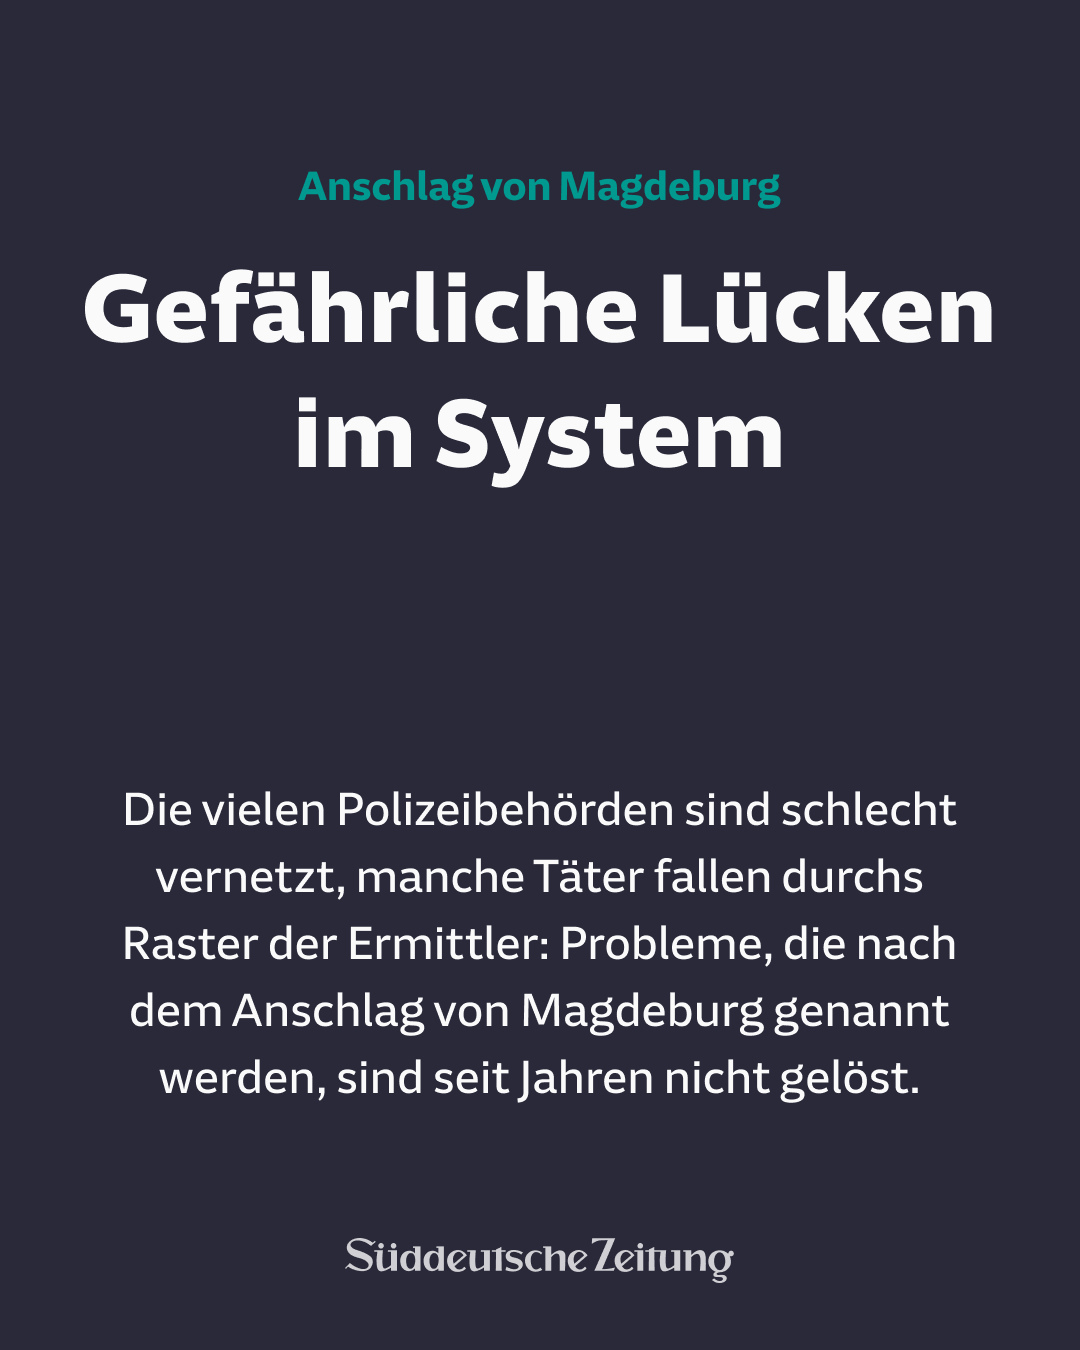 Anschlag von Magdeburg
Gefährliche Lücken
im System
Die vielen Polizeibehörden sind schlecht
vernetzt, manche Täter fallen durchs
Raster der Ermittler: Probleme, die nach
dem Anschlag von Magdeburg genannt
werden, sind seit Jahren nicht gelöst.
Süddeutsche Zeitung